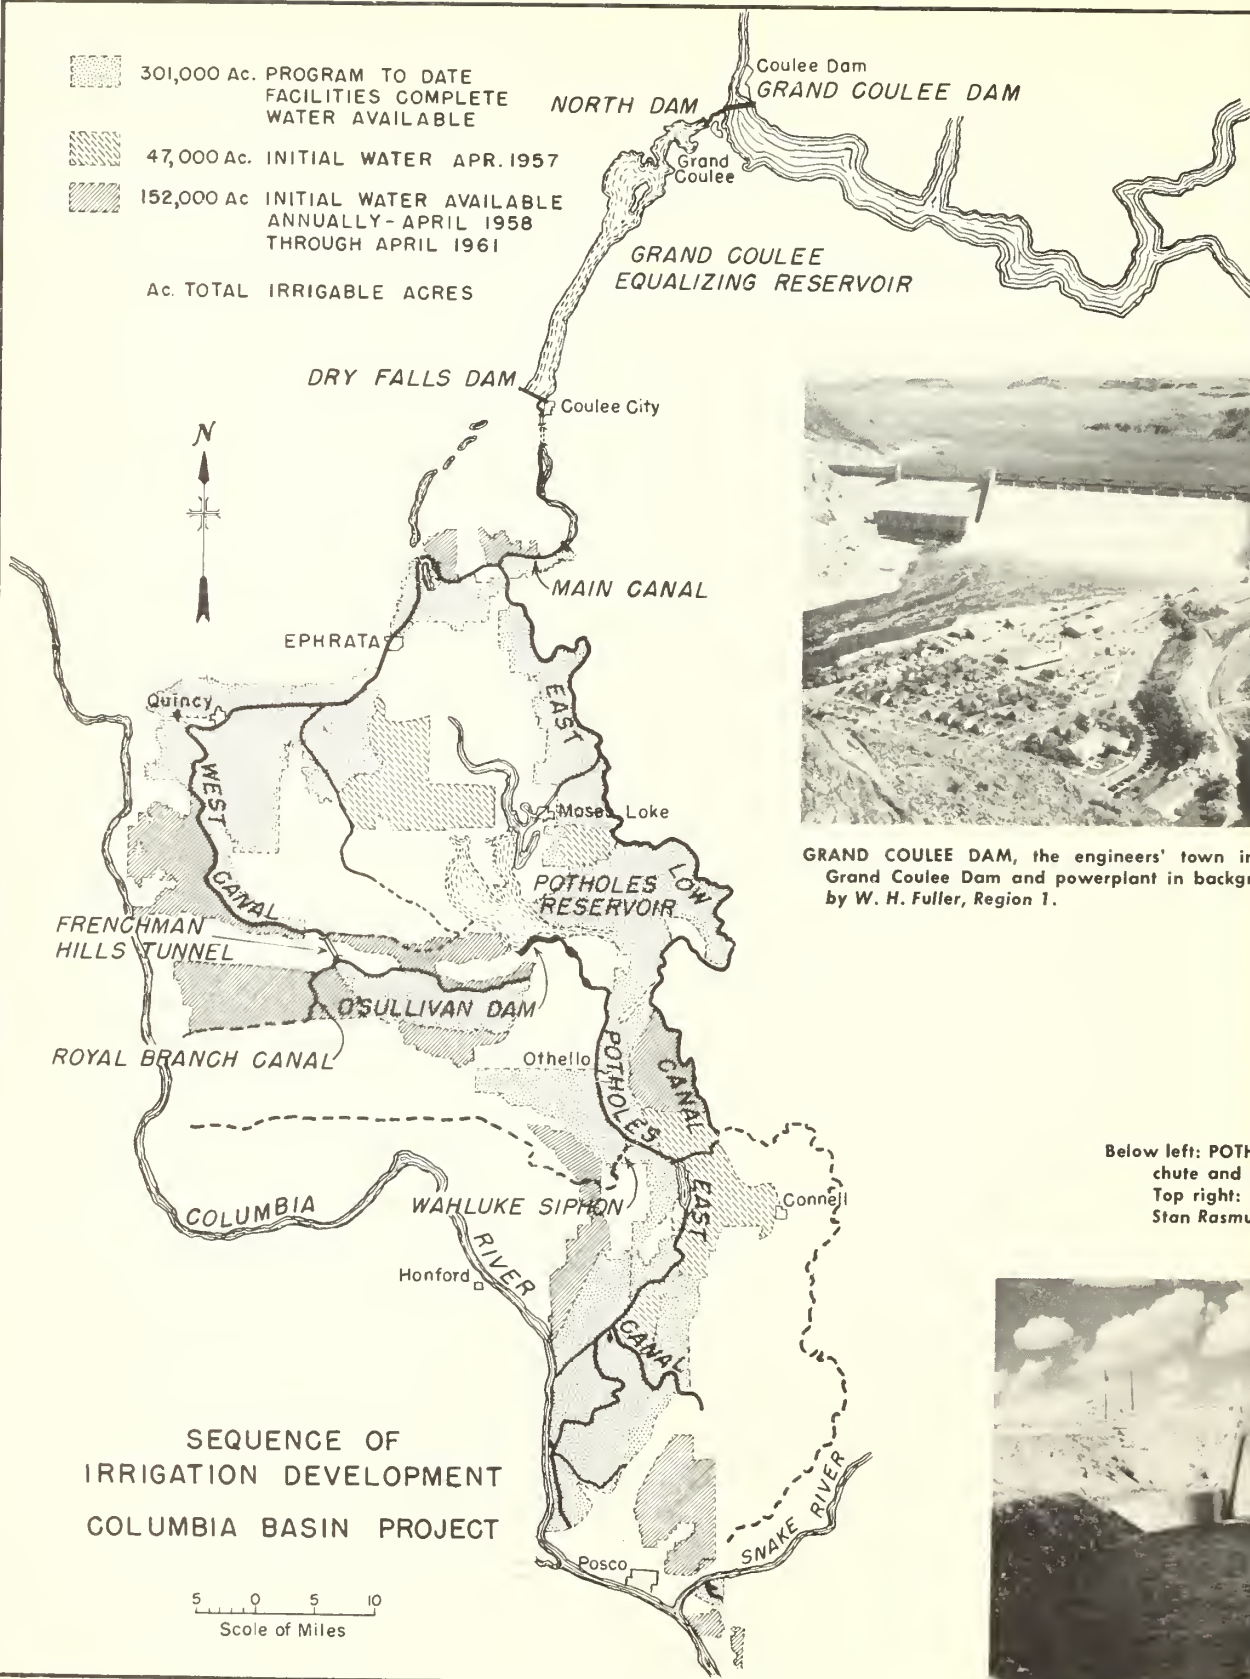 301,000 Ac. PROGRAM TO DATE
FACILITIES COMPLETE
WATER AVAILABLE
47,000 Ac. INITIAL WATER APR. 1957
152,000 Ac INITIAL WATER AVAILABLE
ANNUALLY - APRIL 1958
THROUGH APRIL 1961
Ac. TOTAL IRRIGABLE ACRES
Coulee Dam
GRAND COULEE DAM
NORTH DAM
Grand
Coulee
GRAND COULEE
EQUALIZING RESERVOIR
DRY FALLS DAM
Coulee City
N
MAIN CANAL
EPHRATA
Quincy
EAST
WEST
Moses Lake
LOW
POTHOLES
RESERVOIR
CANAL
FRENCHMAN
HILLS TUNNEL
O'SULLIVAN DAM
ROYAL BRANCH CANAL
Othello
POTHOLES
CANAL
COLUMBIA
WAHLUKE SIPHON
EAST
Connell
RIVER
Honford
CANAL
SNAKE RIVER
Posco
SEQUENCE OF
IRRIGATION DEVELOPMENT
COLUMBIA BASIN PROJECT
5 0 5 10
Scole of Miles
GRAND COULEE DAM, the engineers' town in
Grand Coulee Dam and powerplant in backgr
by W. H. Fuller, Region 1.
Below left: POTH
chute and
Top right:
Stan Rasmu